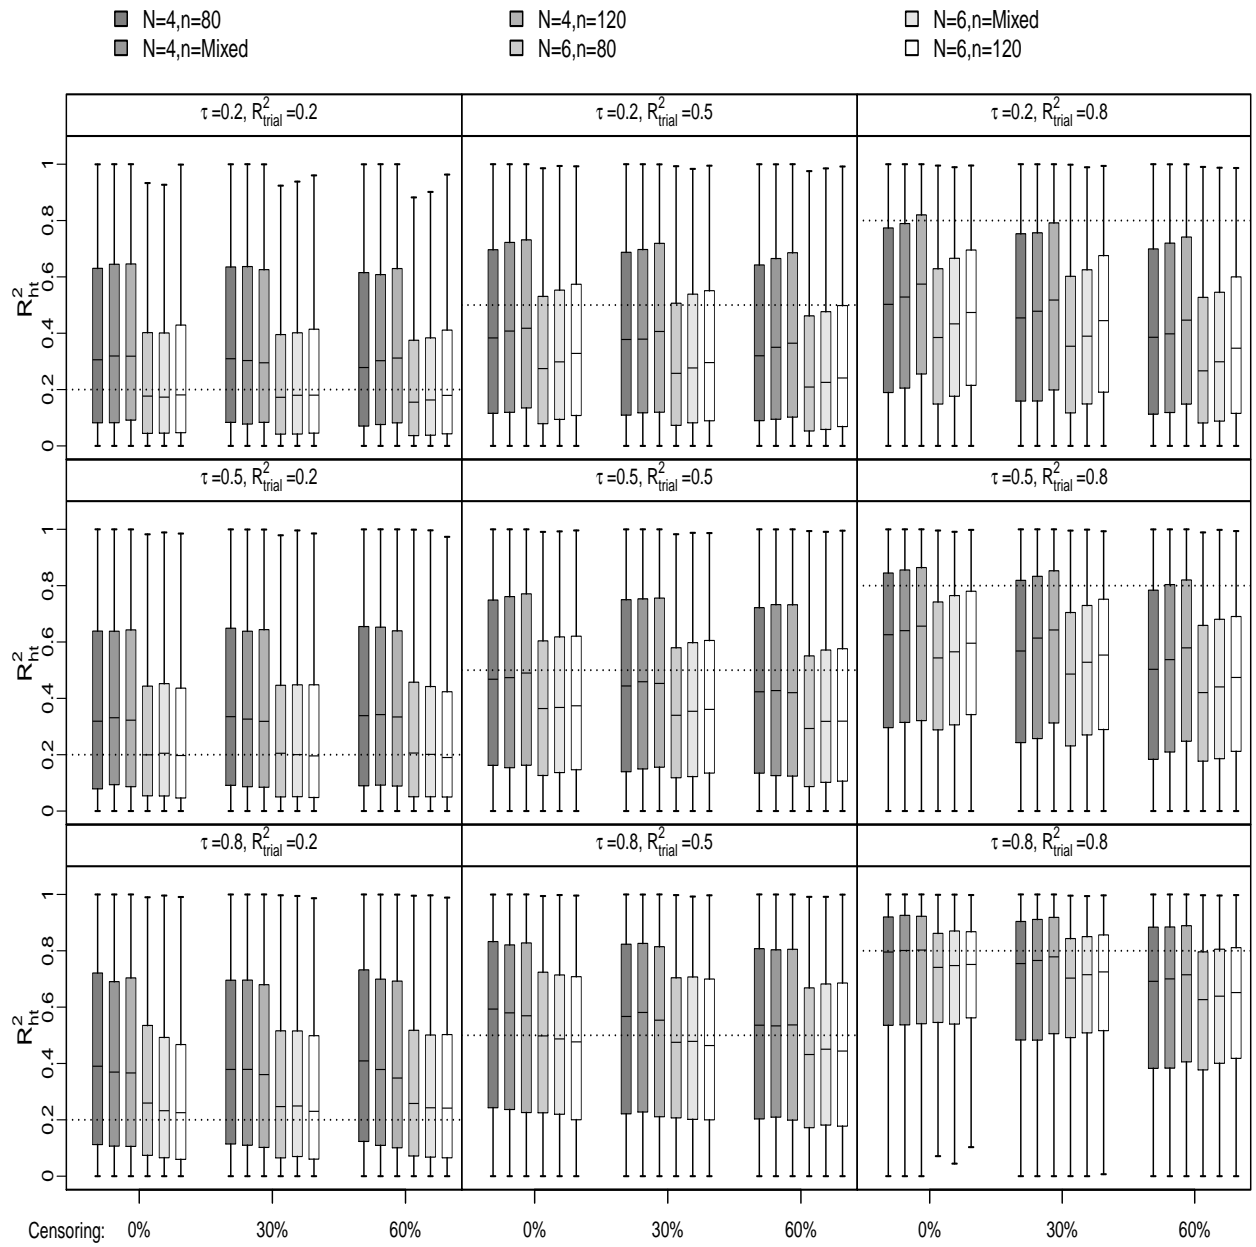 N=4,n=80 N=4,n=120 N=6,n=Mixed
N=4,n=Mixed N=6,n=80 N=6,n=120
τ=0.2, R²trial=0.2 τ=0.2, R²trial=0.5 τ=0.2, R²trial=0.8
R²ht
1
0.8
0.6
0.4
0.2
0
τ=0.5, R²trial=0.2 τ=0.5, R²trial=0.5 τ=0.5, R²trial=0.8
R²ht
1
0.8
0.6
0.4
0.2
0
τ=0.8, R²trial=0.2 τ=0.8, R²trial=0.5 τ=0.8, R²trial=0.8
R²ht
1
0.8
0.6
0.4
0.2
0
Censoring: 0% 30% 60% 0% 30% 60% 0% 30% 60%